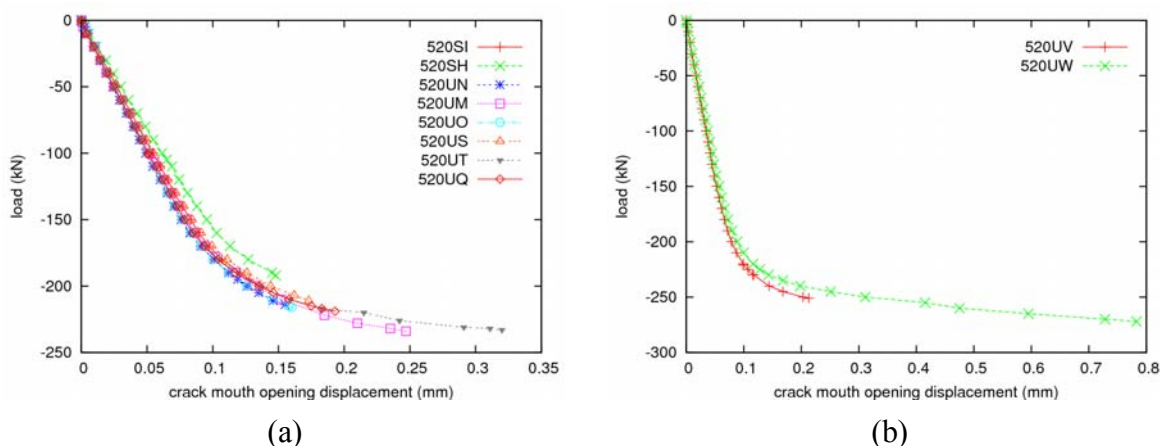 0
-50
-100
-150
-200
-250
load (kN)
520SI
520SH
520UN
520UM
520UO
520US
520UT
520UQ
0 0.05 0.1 0.15 0.2 0.25 0.3 0.35
crack mouth opening displacement (mm)
(a)
0
-50
-100
-150
-200
-250
-300
load (kN)
520UV
520UW
0 0.1 0.2 0.3 0.4 0.5 0.6 0.7 0.8
crack mouth opening displacement (mm)
(b)